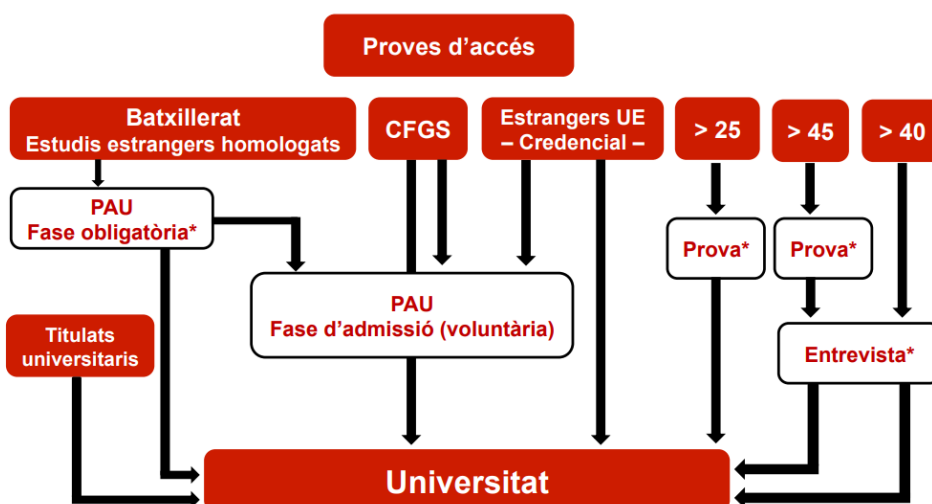 Proves d’accés
Batxillerat
Estudis estrangers homologats
CFGS
Estrangers UE
– Credencial –
> 25
> 45
> 40
PAU
Fase obligatòria*
Prova*
Prova*
PAU
Fase d’admissió (voluntària)
Titulats
universitaris
Entrevista*
Universitat